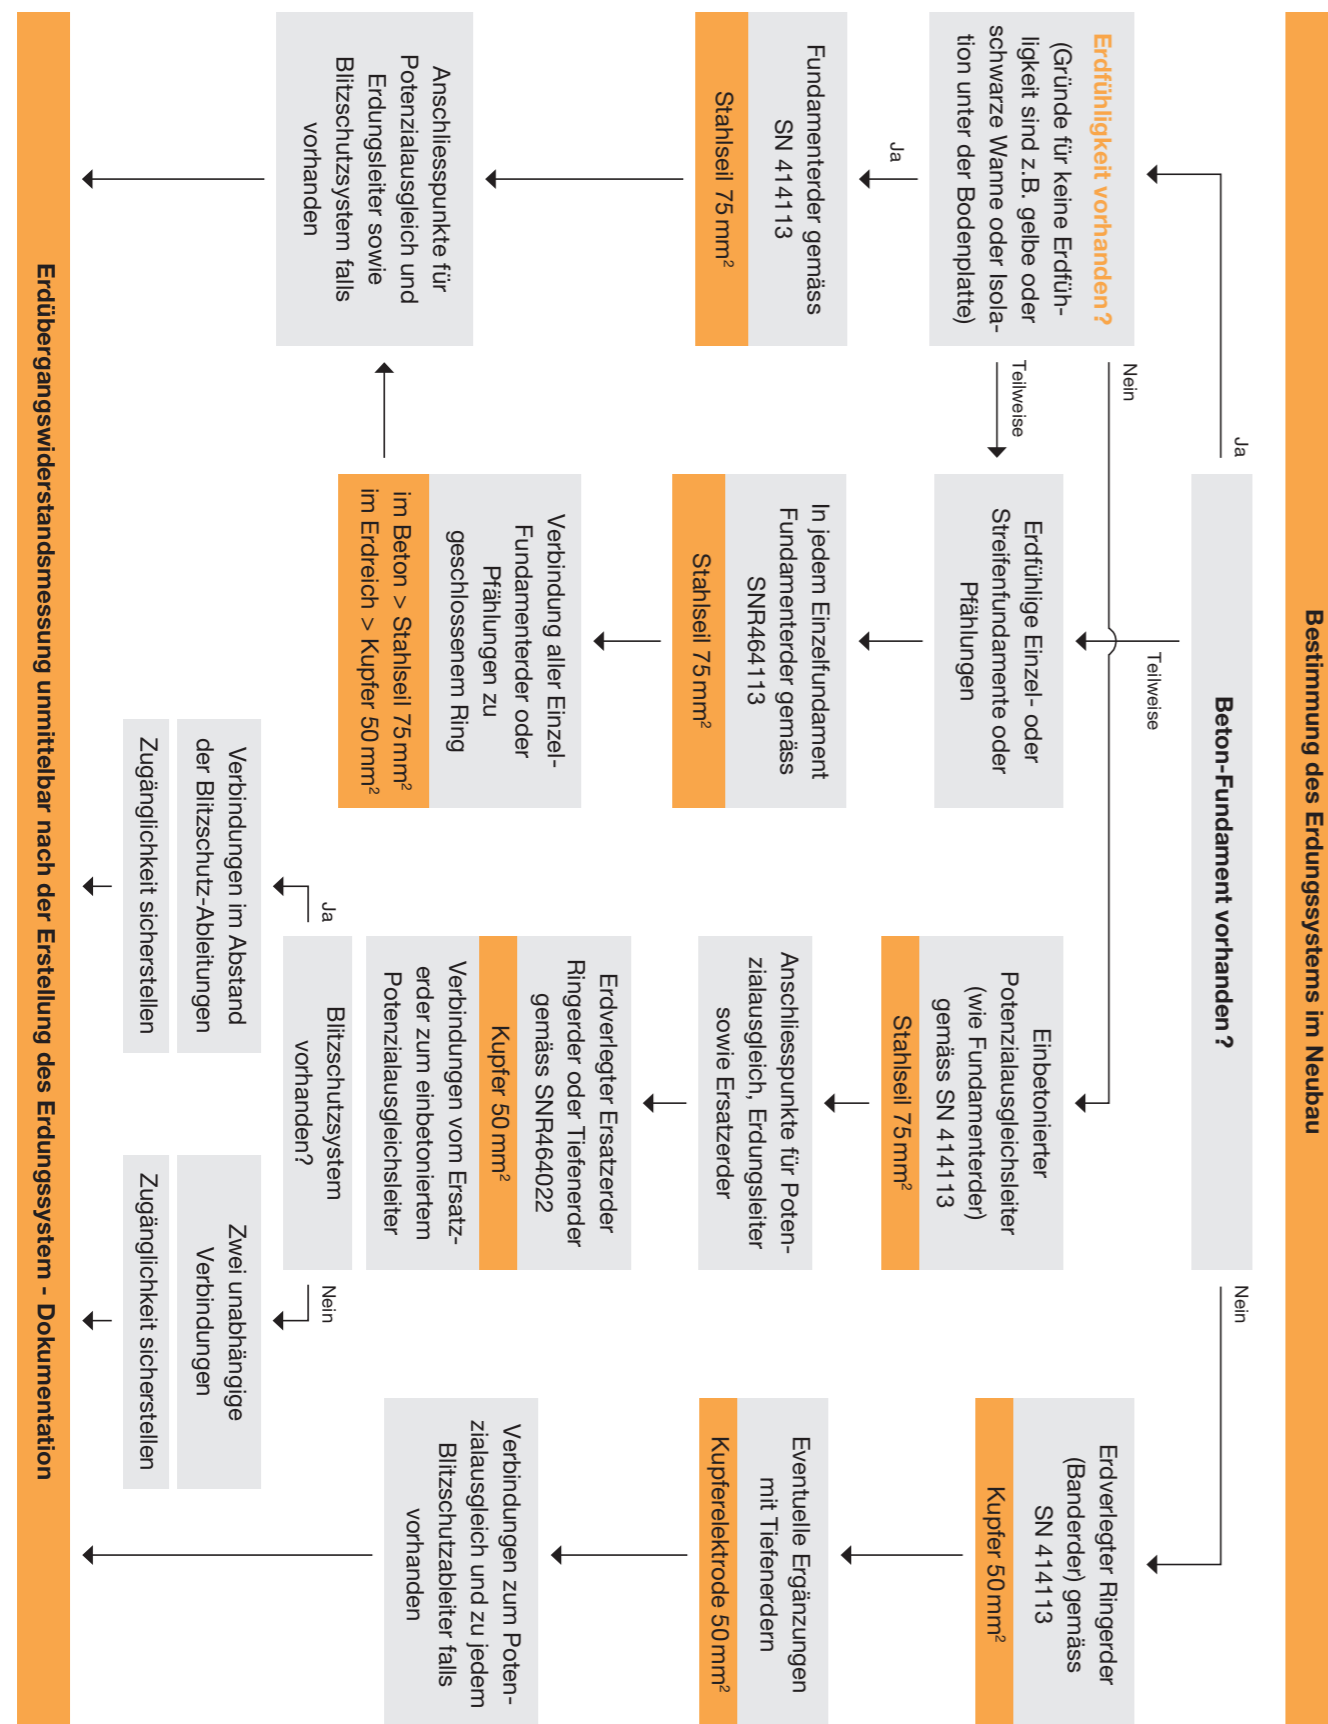 Bestimmung des Erdungssystems im Neubau
Beton-Fundament vorhanden?
Ja
Teilweise
Nein
Erdfühligkeit vorhanden?
(Gründe für keine Erdfüh-
ligkeit sind z.B. gelbe oder
schwarze Wanne oder Isola-
tion unter der Bodenplatte)
Nein
Teilweise
Ja
Fundamenterder gemäss
SN 414113
Stahlseil 75 mm²
Anschliesspunkte für
Potenzialausgleich und
Erdungsleiter sowie
Blitzschutzsystem falls
vorhanden
Erdfühlige Einzel- oder
Streifenfundamente oder
Pfählungen
In jedem Einzelfundament
Fundamenterder gemäss
SNR464113
Stahlseil 75 mm²
Verbindung aller Einzel-
Fundamenterder oder
Pfählungen zu
geschlossenem Ring
im Beton > Stahlseil 75 mm²
im Erdreich > Kupfer 50 mm²
Einbetonierter
Potenzialausgleichsleiter
(wie Fundamenterder)
gemäss SN 414113
Stahlseil 75 mm²
Anschliesspunkte für Poten-
zialausgleich, Erdungsleiter
sowie Ersatzerder
Erdverlegter Ersatzerder
Ringerder oder Tiefenerder
gemäss SNR464022
Kupfer 50 mm²
Verbindungen vom Ersatz-
erder zum einbetoniertem
Potenzialausgleichsleiter
Blitzschutzsystem
vorhanden?
Ja
Nein
Verbindungen im Abstand
der Blitzschutz-Ableitungen
Zugänglichkeit sicherstellen
Zwei unabhängige
Verbindungen
Zugänglichkeit sicherstellen
Erdverlegter Ringerder
(Banderder) gemäss
SN 414113
Kupfer 50 mm²
Eventuelle Ergänzungen
mit Tiefenerdern
Kupferelektrode 50 mm²
Verbindungen zum Poten-
zialausgleich und zu jedem
Blitzschutzableiter falls
vorhanden
Erdübergangswiderstandsmessung unmittelbar nach der Erstellung des Erdungssystem - Dokumentation